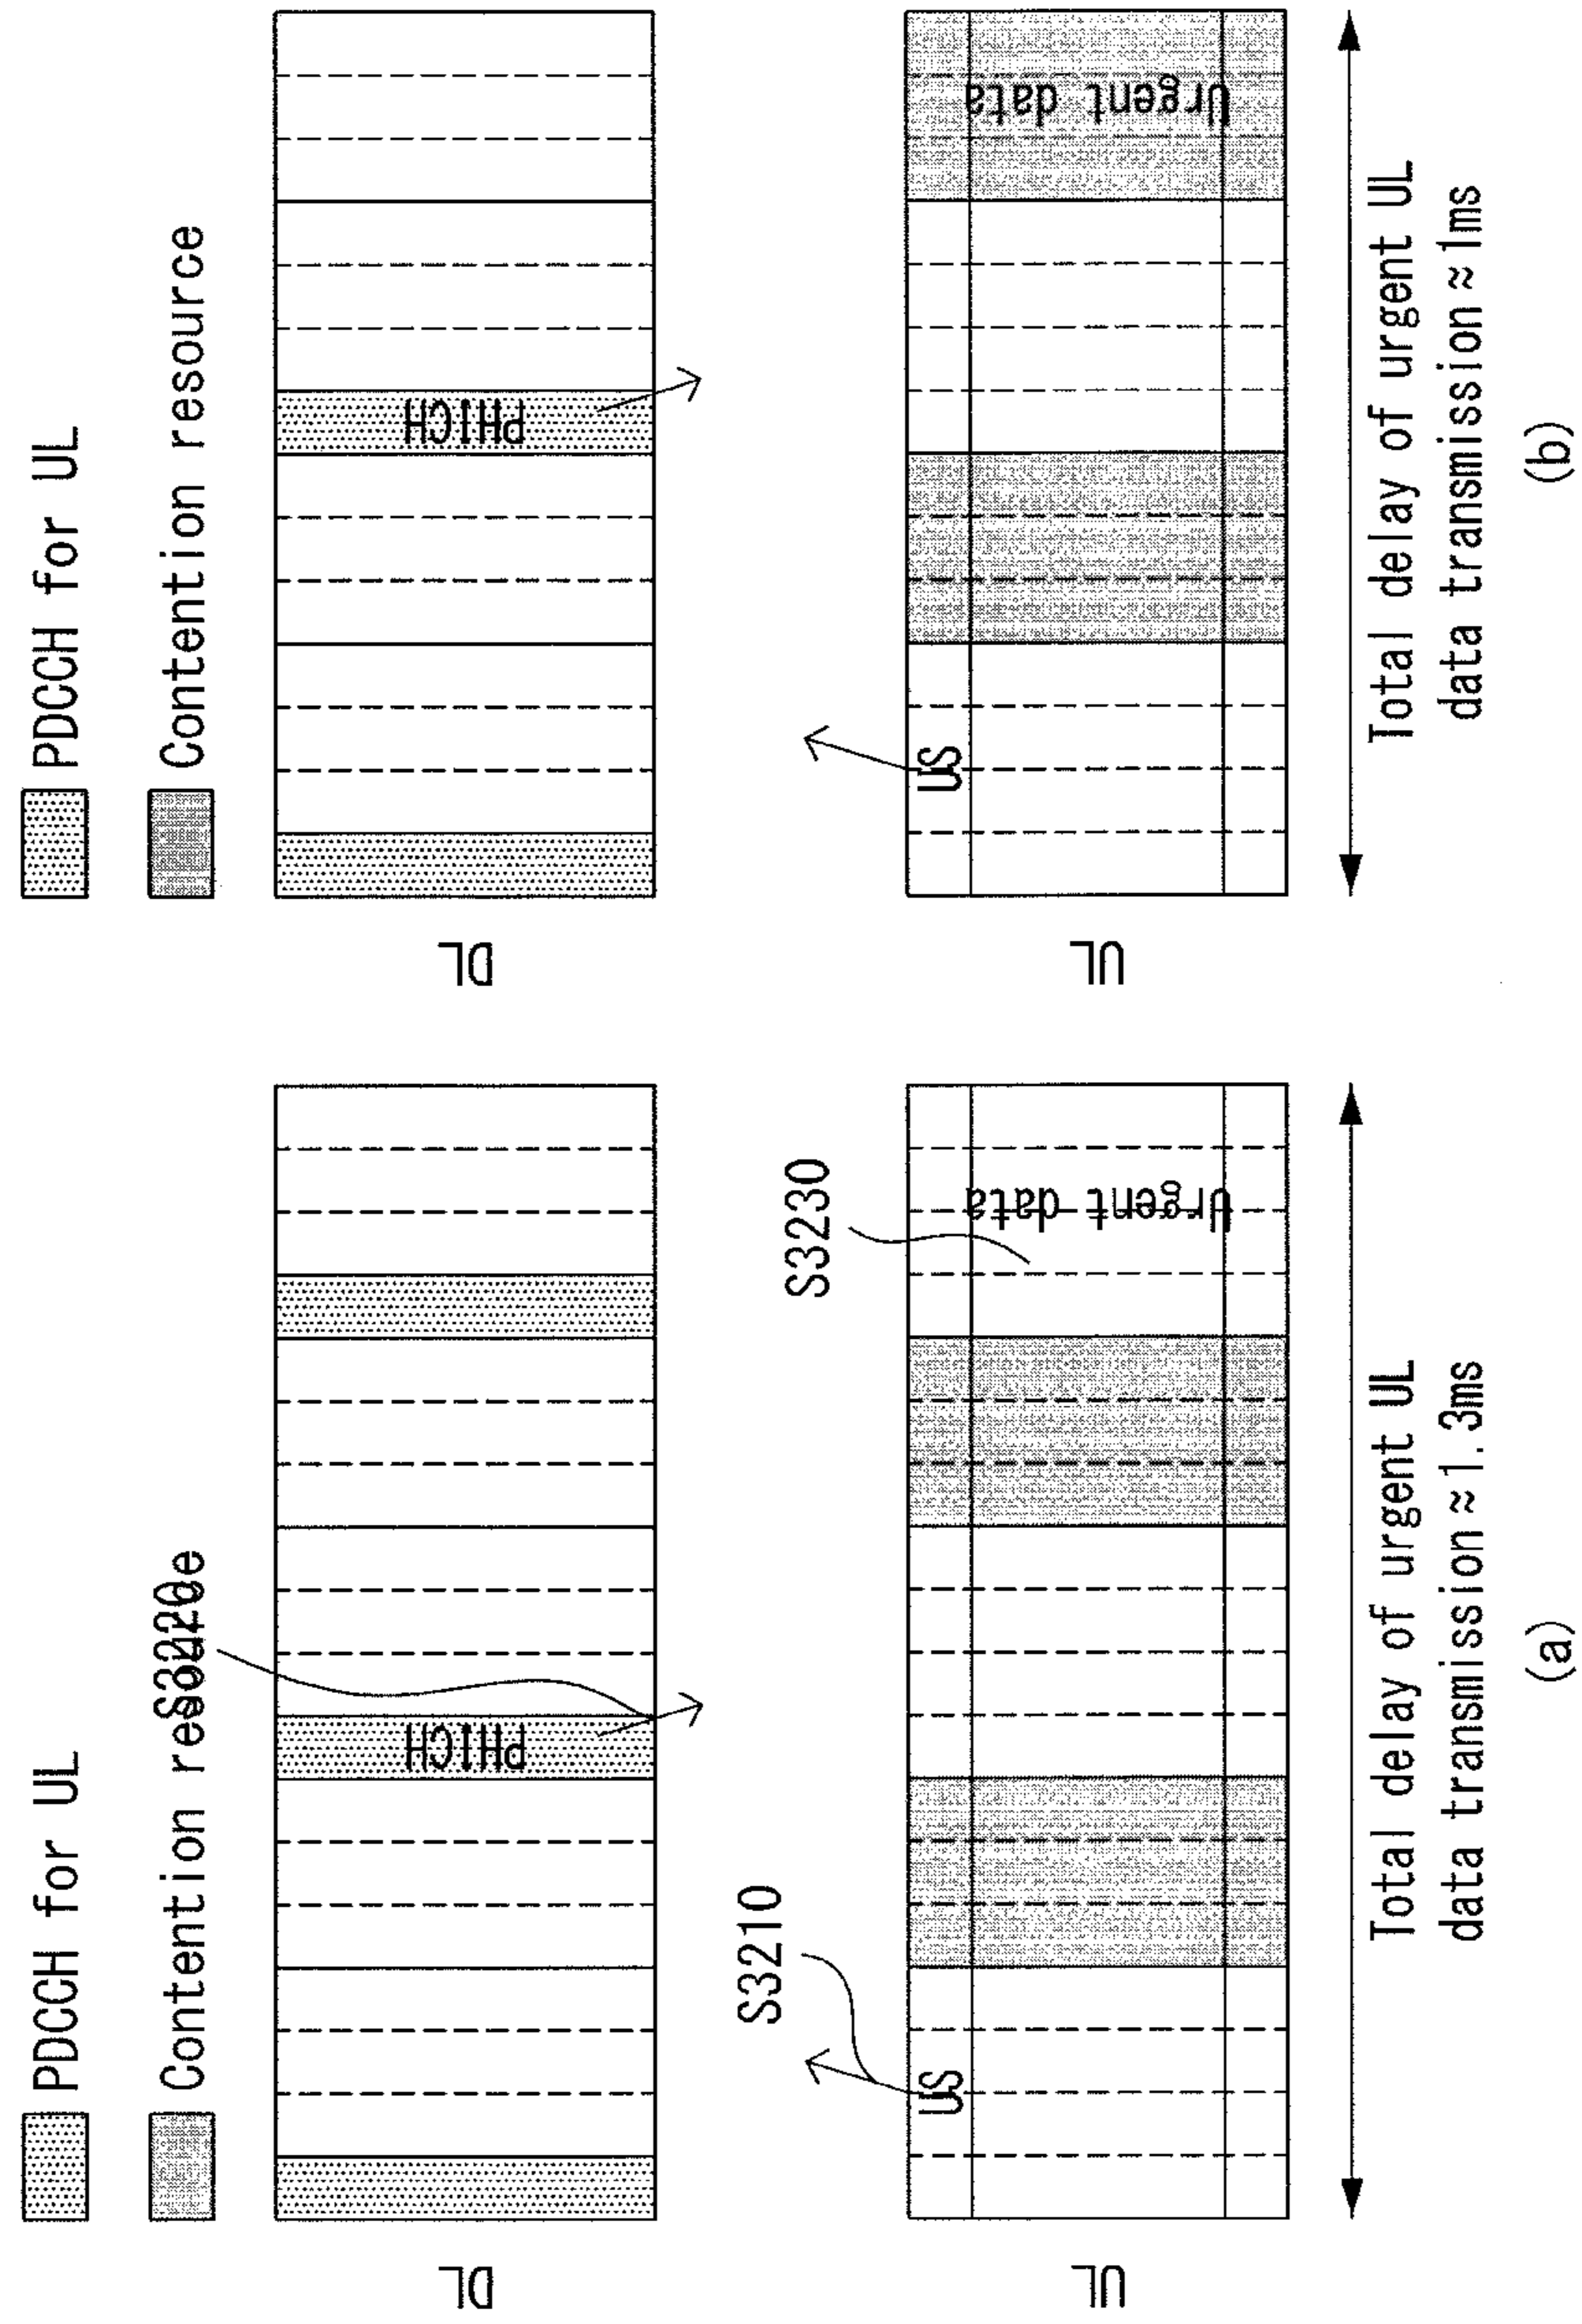 PDCCH for UL
Contention resource
S3220
DL
PHICH
S3210
S3230
UL
US
Urgent data
Total delay of urgent UL
data transmission ≈ 1.3ms
(a)
PDCCH for UL
Contention resource
DL
PHICH
UL
US
Urgent data
Total delay of urgent UL
data transmission ≈ 1ms
(b)